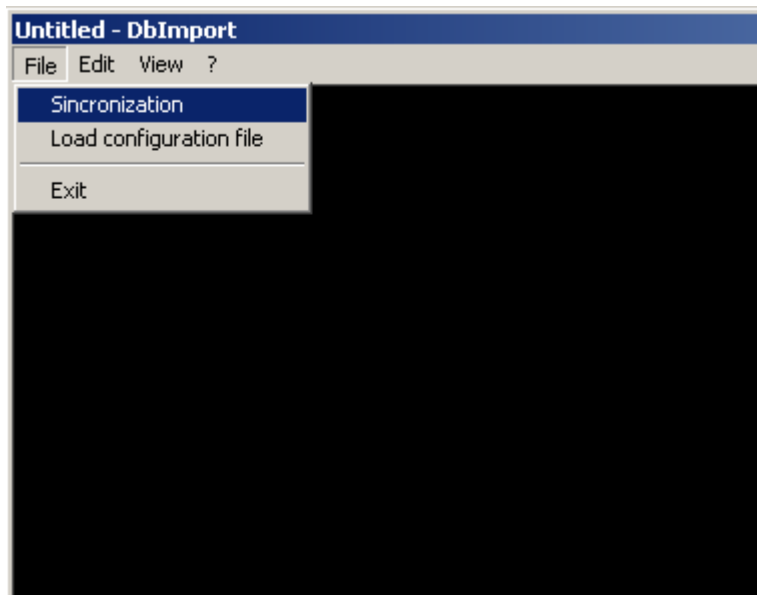 Untitled - DbImport
File Edit View ?
Sincronization
Load configuration file
Exit